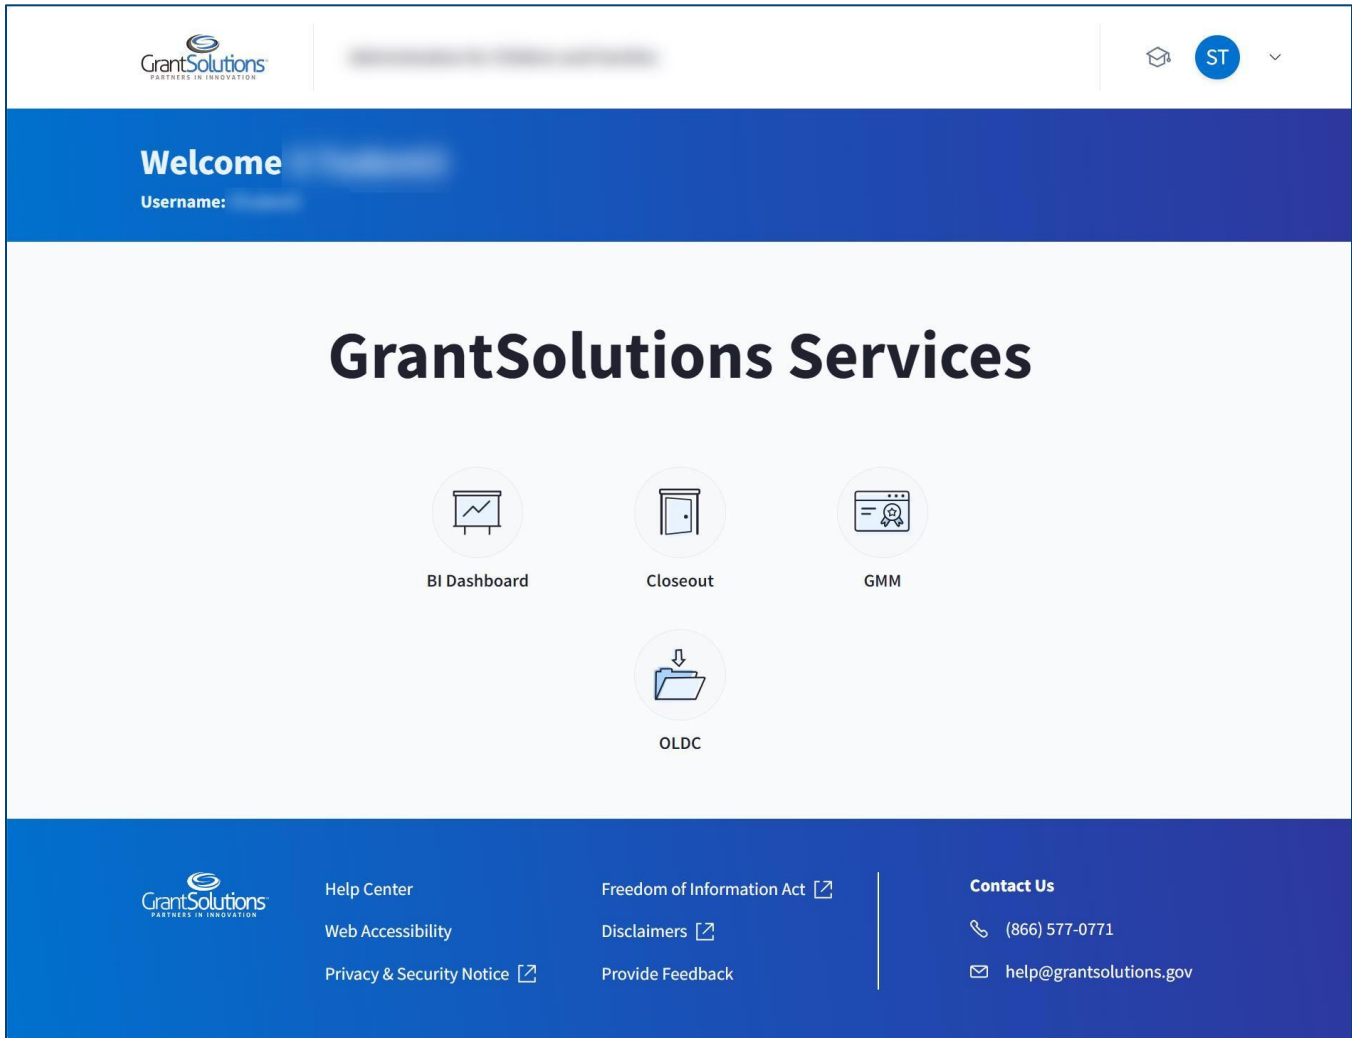 GrantSolutions
PARTNERS IN INNOVATION
ST
Welcome
Username:
GrantSolutions Services
BI Dashboard
Closeout
GMM
OLDC
GrantSolutions
PARTNERS IN INNOVATION
Help Center
Web Accessibility
Privacy & Security Notice
Freedom of Information Act
Disclaimers
Provide Feedback
Contact Us
(866) 577-0771
help@grantsolutions.gov